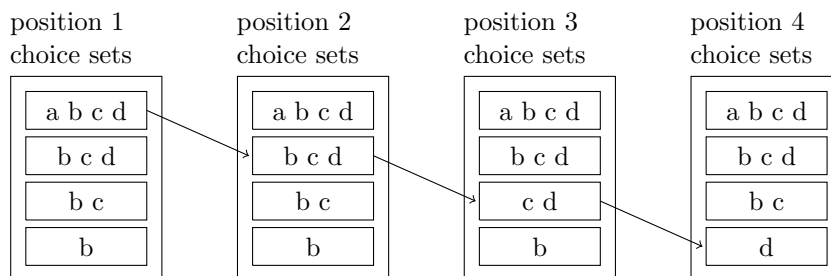 position 1
choice sets
a b c d
b c d
b c
b
position 2
choice sets
a b c d
b c d
b c
b
position 3
choice sets
a b c d
b c d
c d
b
position 4
choice sets
a b c d
b c d
b c
d